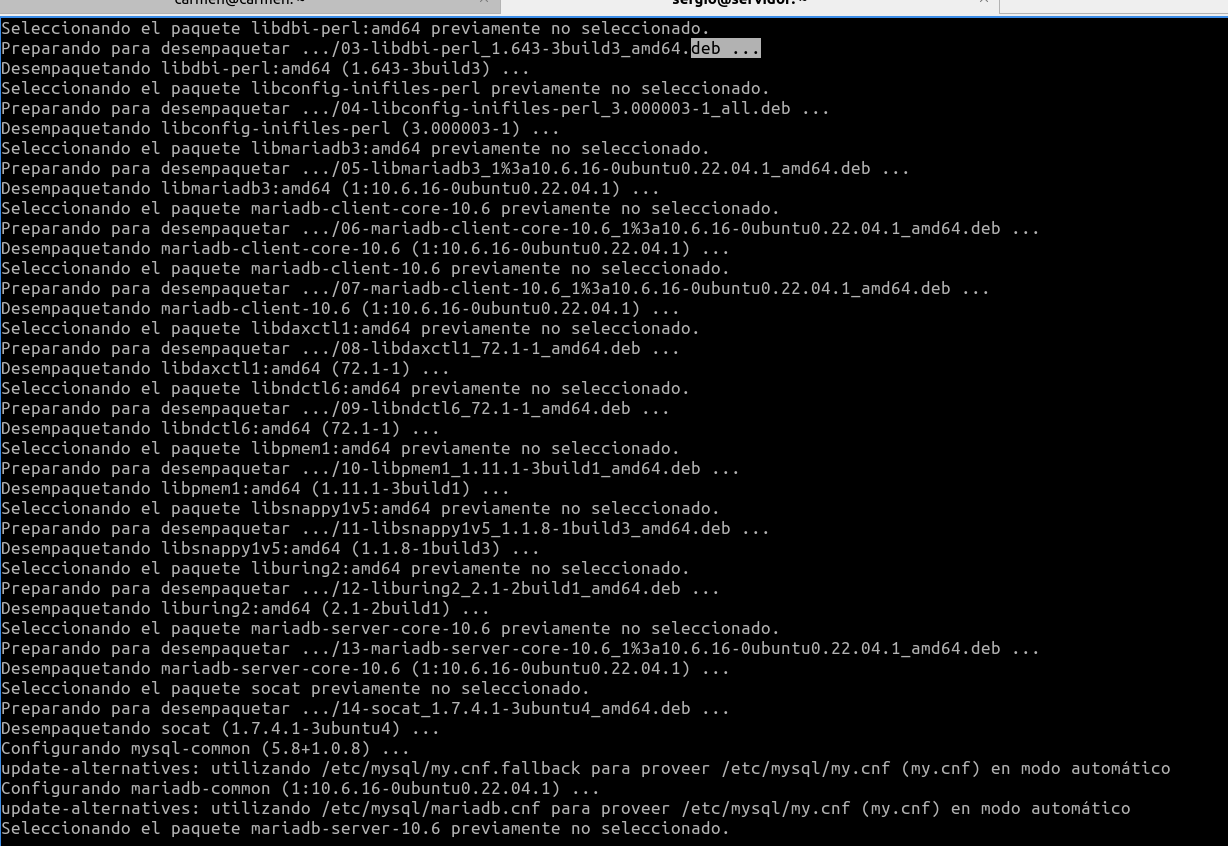 carmen@carmen: ~
sergio@servidor: ~
Seleccionando el paquete libdbi-perl:amd64 previamente no seleccionado.
Preparando para desempaquetar .../03-libdbi-perl_1.643-3build3_amd64.deb ...
Desempaquetando libdbi-perl:amd64 (1.643-3build3) ...
Seleccionando el paquete libconfig-inifiles-perl previamente no seleccionado.
Preparando para desempaquetar .../04-libconfig-inifiles-perl_3.000003-1_all.deb ...
Desempaquetando libconfig-inifiles-perl (3.000003-1) ...
Seleccionando el paquete libmariadb3:amd64 previamente no seleccionado.
Preparando para desempaquetar .../05-libmariadb3_1%3a10.6.16-0ubuntu0.22.04.1_amd64.deb ...
Desempaquetando libmariadb3:amd64 (1:10.6.16-0ubuntu0.22.04.1) ...
Seleccionando el paquete mariadb-client-core-10.6 previamente no seleccionado.
Preparando para desempaquetar .../06-mariadb-client-core-10.6_1%3a10.6.16-0ubuntu0.22.04.1_amd64.deb ...
Desempaquetando mariadb-client-core-10.6 (1:10.6.16-0ubuntu0.22.04.1) ...
Seleccionando el paquete mariadb-client-10.6 previamente no seleccionado.
Preparando para desempaquetar .../07-mariadb-client-10.6_1%3a10.6.16-0ubuntu0.22.04.1_amd64.deb ...
Desempaquetando mariadb-client-10.6 (1:10.6.16-0ubuntu0.22.04.1) ...
Seleccionando el paquete libdaxctl1:amd64 previamente no seleccionado.
Preparando para desempaquetar .../08-libdaxctl1_72.1-1_amd64.deb ...
Desempaquetando libdaxctl1:amd64 (72.1-1) ...
Seleccionando el paquete libndctl6:amd64 previamente no seleccionado.
Preparando para desempaquetar .../09-libndctl6_72.1-1_amd64.deb ...
Desempaquetando libndctl6:amd64 (72.1-1) ...
Seleccionando el paquete libpmem1:amd64 previamente no seleccionado.
Preparando para desempaquetar .../10-libpmem1_1.11.1-3build1_amd64.deb ...
Desempaquetando libpmem1:amd64 (1.11.1-3build1) ...
Seleccionando el paquete libsnappy1v5:amd64 previamente no seleccionado.
Preparando para desempaquetar .../11-libsnappy1v5_1.1.8-1build3_amd64.deb ...
Desempaquetando libsnappy1v5:amd64 (1.1.8-1build3) ...
Seleccionando el paquete liburing2:amd64 previamente no seleccionado.
Preparando para desempaquetar .../12-liburing2_2.1-2build1_amd64.deb ...
Desempaquetando liburing2:amd64 (2.1-2build1) ...
Seleccionando el paquete mariadb-server-core-10.6 previamente no seleccionado.
Preparando para desempaquetar .../13-mariadb-server-core-10.6_1%3a10.6.16-0ubuntu0.22.04.1_amd64.deb ...
Desempaquetando mariadb-server-core-10.6 (1:10.6.16-0ubuntu0.22.04.1) ...
Seleccionando el paquete socat previamente no seleccionado.
Preparando para desempaquetar .../14-socat_1.7.4.1-3ubuntu4_amd64.deb ...
Desempaquetando socat (1.7.4.1-3ubuntu4) ...
Configurando mysql-common (5.8+1.0.8) ...
update-alternatives: utilizando /etc/mysql/my.cnf.fallback para proveer /etc/mysql/my.cnf (my.cnf) en modo automático
Configurando mariadb-common (1:10.6.16-0ubuntu0.22.04.1) ...
update-alternatives: utilizando /etc/mysql/mariadb.cnf para proveer /etc/mysql/my.cnf (my.cnf) en modo automático
Seleccionando el paquete mariadb-server-10.6 previamente no seleccionado.